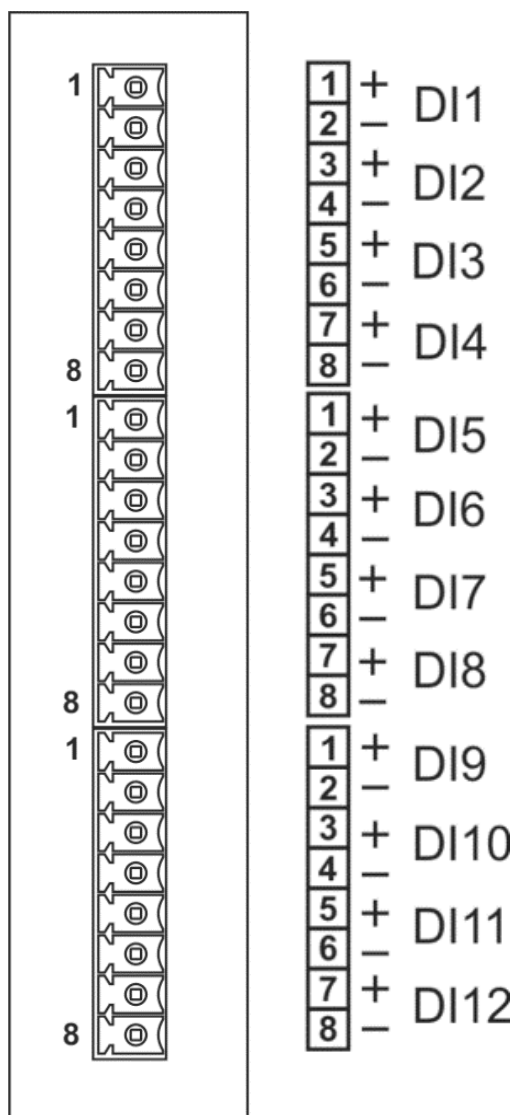 1
8
1
8
1
8
1 + DI1
2 −
3 + DI2
4 −
5 + DI3
6 −
7 + DI4
8 −
1 + DI5
2 −
3 + DI6
4 −
5 + DI7
6 −
7 + DI8
8 −
1 + DI9
2 −
3 + DI10
4 −
5 + DI11
6 −
7 + DI12
8 −